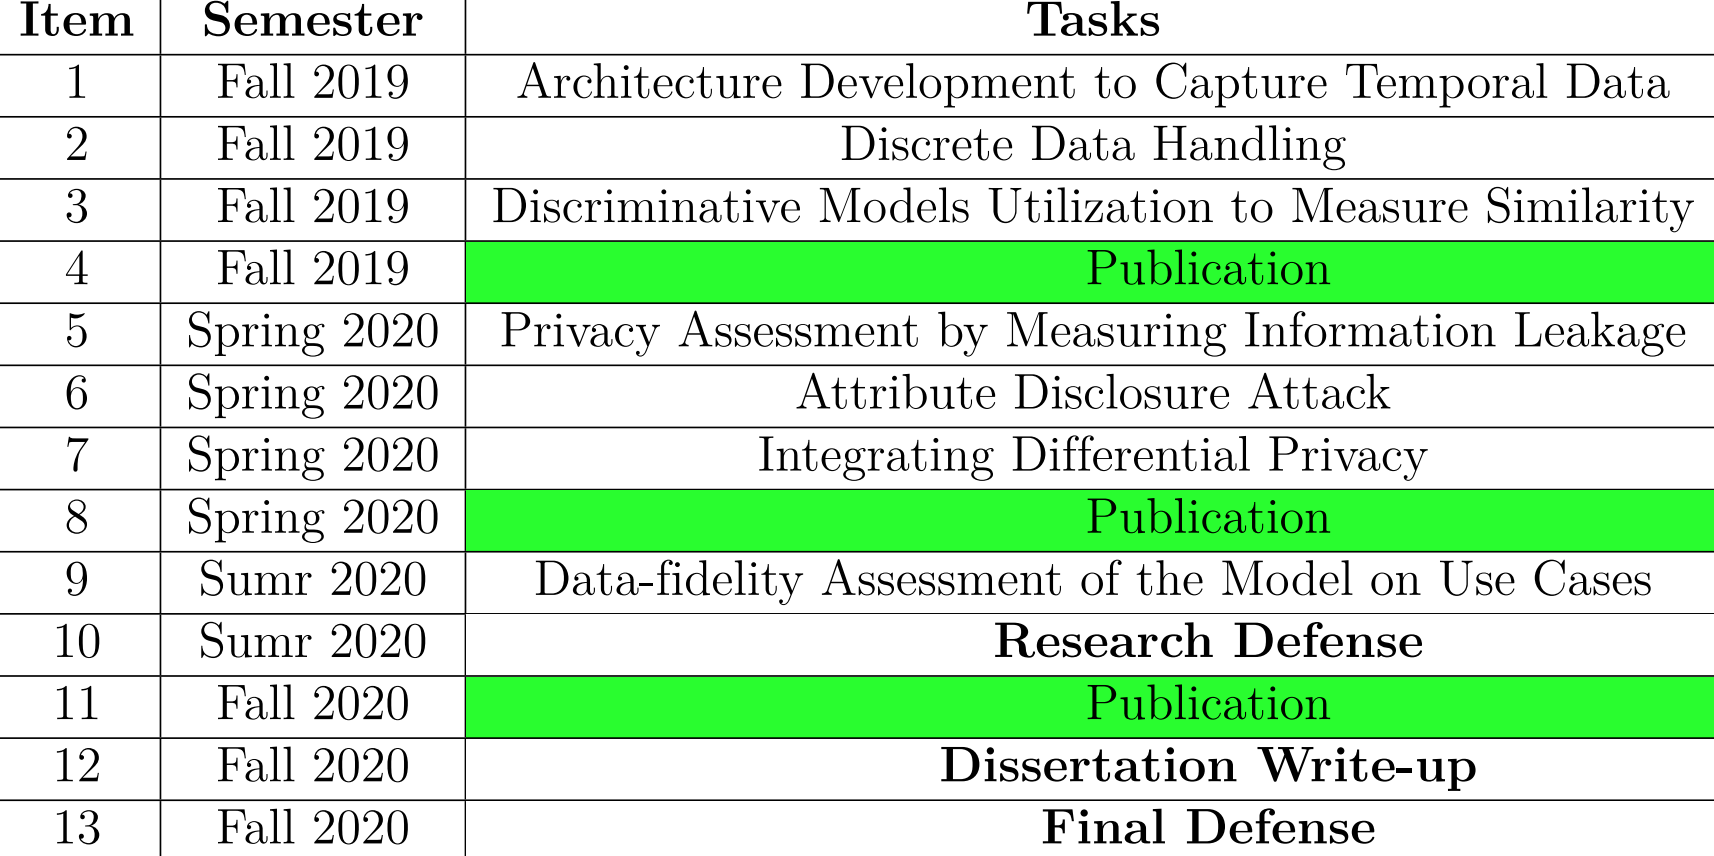 Item Semester Tasks
1 Fall 2019 Architecture Development to Capture Temporal Data
2 Fall 2019 Discrete Data Handling
3 Fall 2019 Discriminative Models Utilization to Measure Similarity
4 Fall 2019 Publication
5 Spring 2020 Privacy Assessment by Measuring Information Leakage
6 Spring 2020 Attribute Disclosure Attack
7 Spring 2020 Integrating Differential Privacy
8 Spring 2020 Publication
9 Sumr 2020 Data-fidelity Assessment of the Model on Use Cases
10 Sumr 2020 Research Defense
11 Fall 2020 Publication
12 Fall 2020 Dissertation Write-up
13 Fall 2020 Final Defense